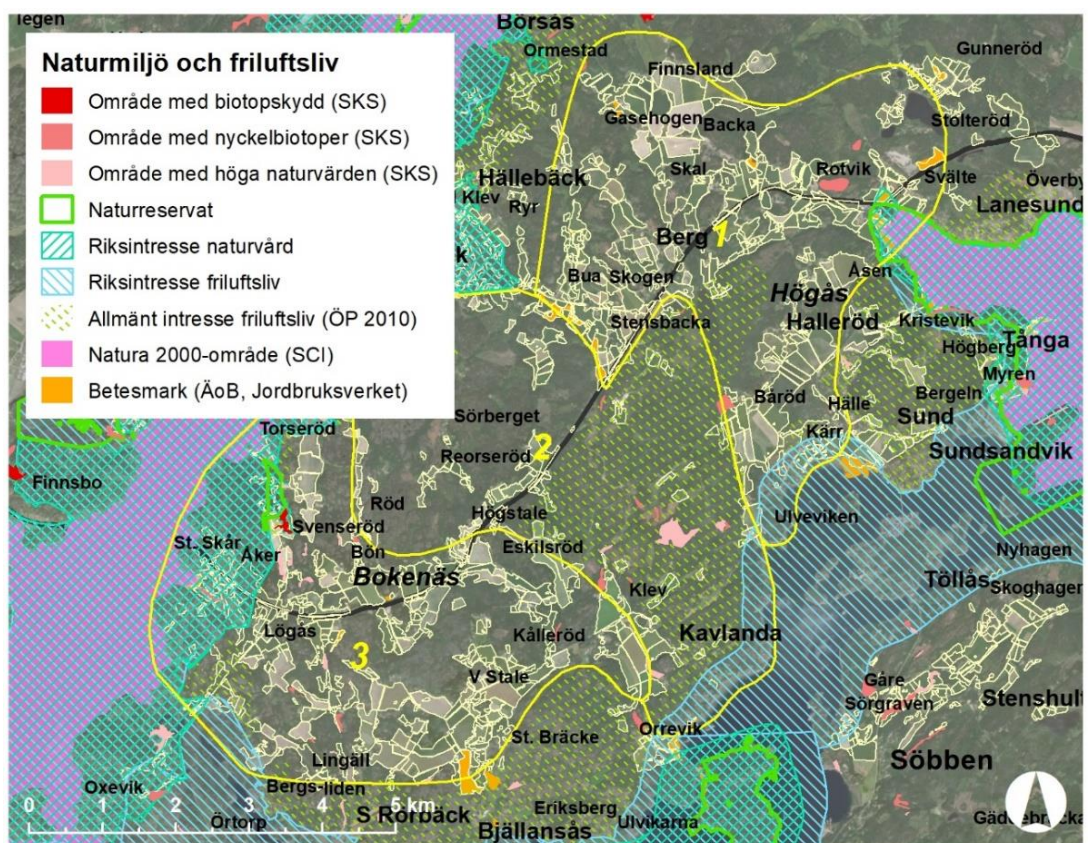 Tegen
Börsås
Ormestad
Gunneröd
Naturmiljö och friluftsliv
Område med biotopskydd (SKS)
Område med nyckelbiotoper (SKS)
Område med höga naturvärden (SKS)
Naturreservat
Riksintresse naturvård
Riksintresse friluftsliv
Allmänt intresse friluftsliv (ÖP 2010)
Natura 2000-område (SCI)
Betesmark (ÄoB, Jordbruksverket)
Finnsland
Gasehogen
Backa
Stolteröd
Skal
Rotvik
Svälte
Hällebäck
Överby
Klev
Ryr
Lanesund
Berg
1
k
Åsen
Bua
Skogen
Högås
Halleröd
Stensbacka
Kristevik
Tånga
Högberg
Myren
Båröd
Hälle
Bergeln
Sund
Sörberget
Torseröd
Kärr
2
Reorseröd
Sundsandvik
Finnsbo
Röd
Högstale
Svenseröd
Ulveviken
St. Skår
Åker
Bön
Eskilsröd
Nyhagen
Bokenäs
Töllås
Skoghagen
Klev
Lögås
Kålleröd
Kavlanda
3
V Stale
Gåre
Sörgraven
Stenshult
Orrevik
St. Bräcke
Söbben
Lingäll
Oxevik
Bergs-liden
0 1 2 3 4 5 km
S Rörbäck
Eriksberg
Örtorp
Bjällansås
Ulvikarna